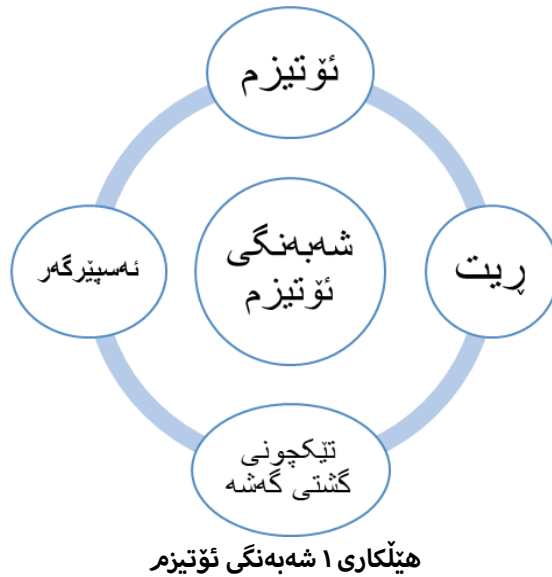 ئۆتیزم
شەبەنگی
ئۆتیزم
ڕیت
ئەسپێرگەر
تێکچونی
گشتی گەشە
هێڵکاری ١ شەبەنگی ئۆتیزم